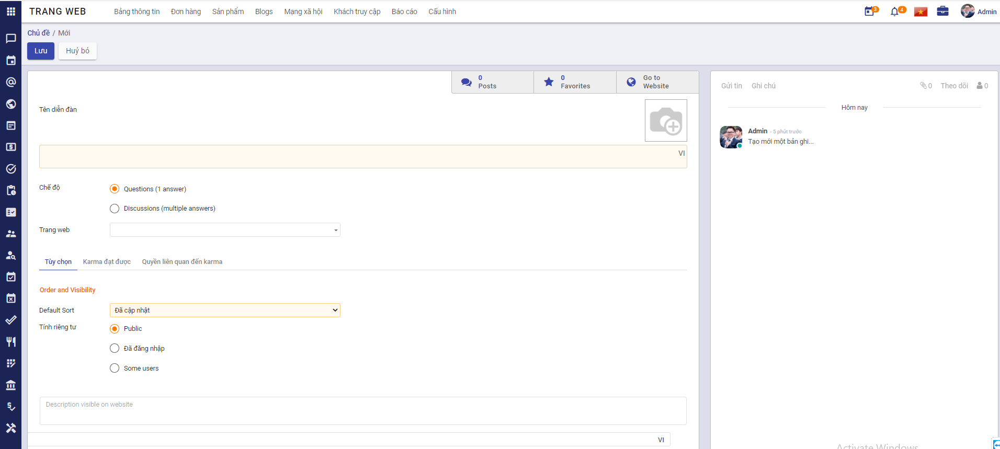 TRANG WEB Bảng thông tin Đơn hàng Sản phẩm Blogs Mạng xã hội Khách truy cập Báo cáo Cấu hình 3 4 Admin
Chủ đề / Mới
Lưu Huỷ bỏ
0 Posts
0 Favorites
Go to Website
Tên diễn đàn
VI
Chế độ
Questions (1 answer)
Discussions (multiple answers)
Trang web
Tùy chọn Karma đạt được Quyền liên quan đến karma
Order and Visibility
Default Sort Đã cập nhật
Tính riêng tư
Public
Đã đăng nhập
Some users
Description visible on website
VI
Gửi tin Ghi chú 0 Theo dõi 0
Hôm nay
Admin - 5 phút trước
Tạo mới một bản ghi...
Activate Windows